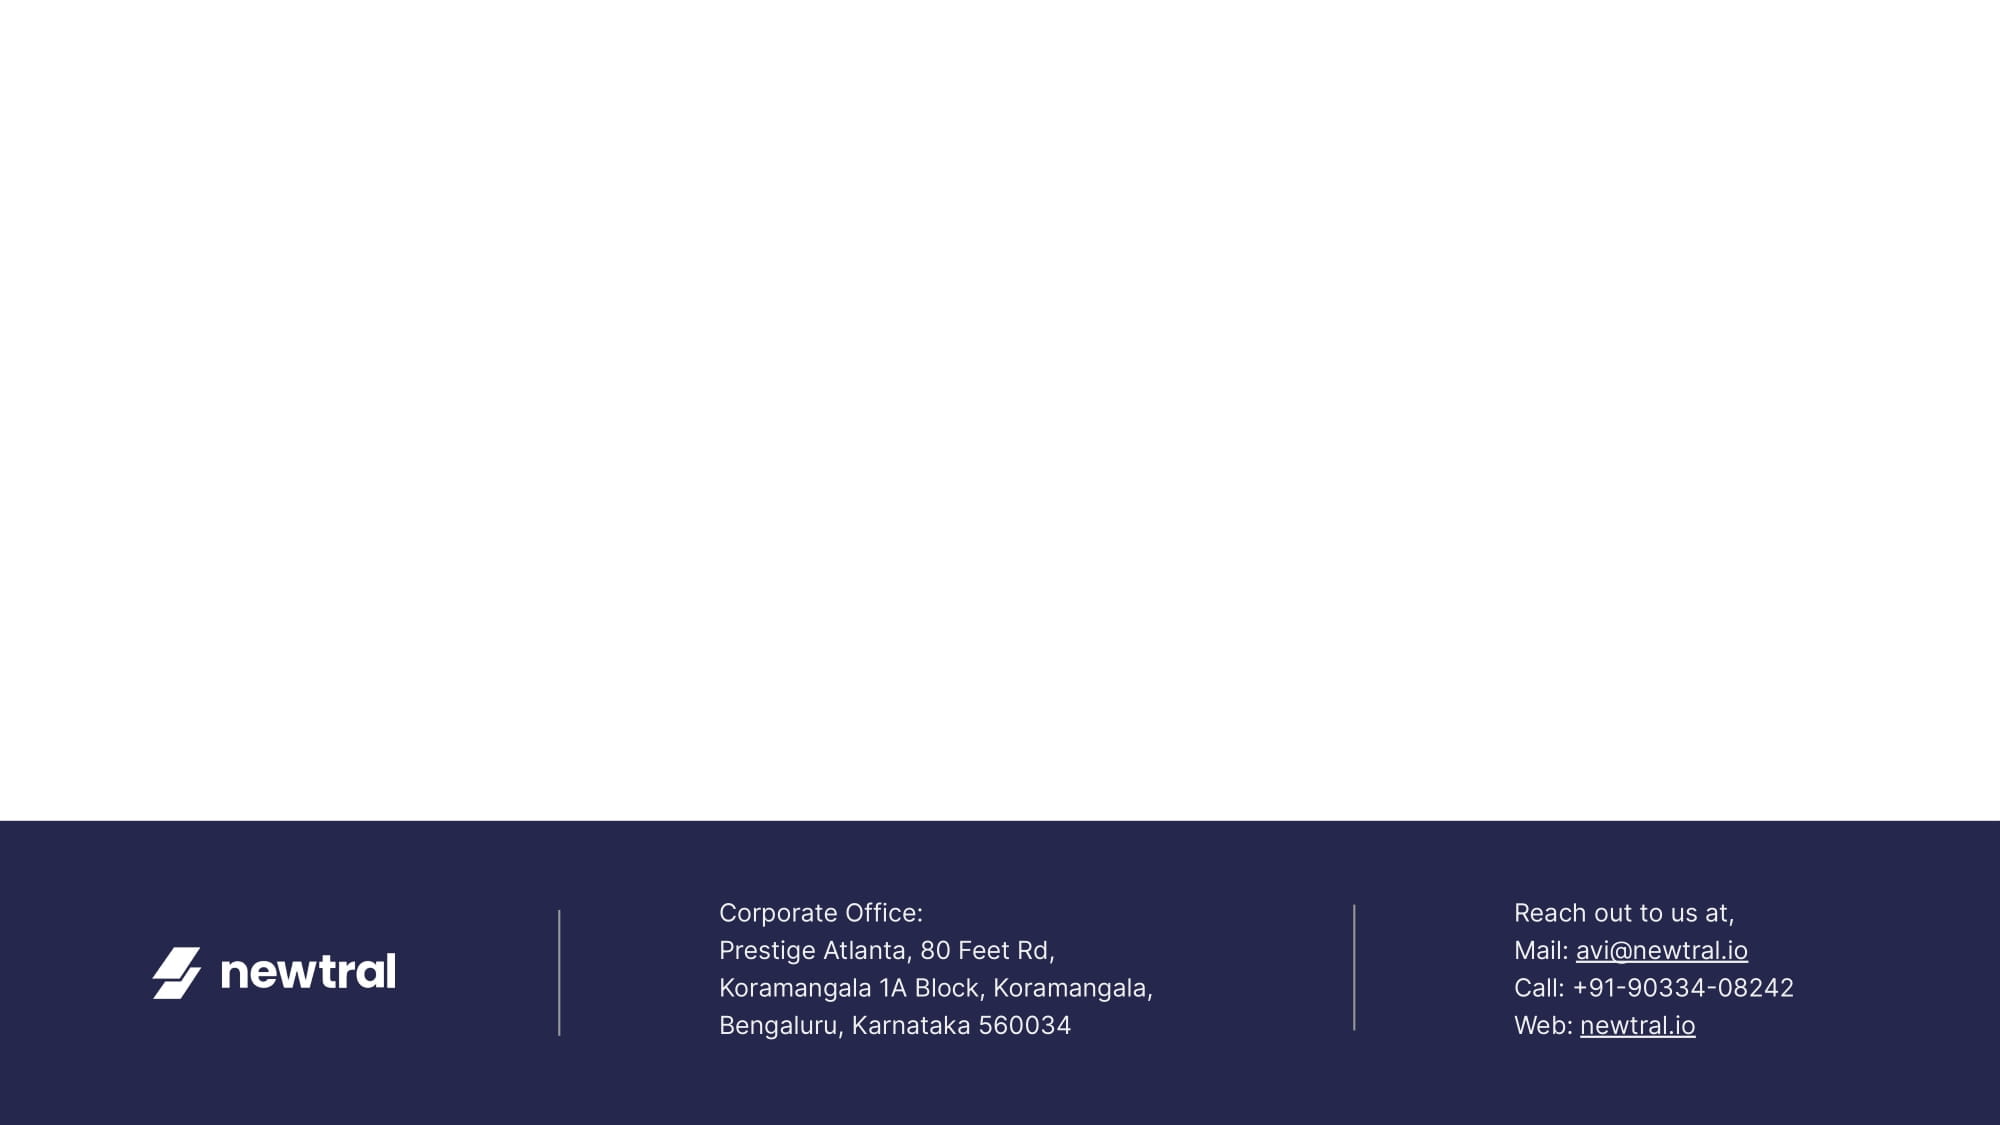 newtral
Corporate Office:
Prestige Atlanta, 80 Feet Rd,
Koramangala 1A Block, Koramangala,
Bengaluru, Karnataka 560034
Reach out to us at,
Mail: avi@newtral.io
Call: +91-90334-08242
Web: newtral.io